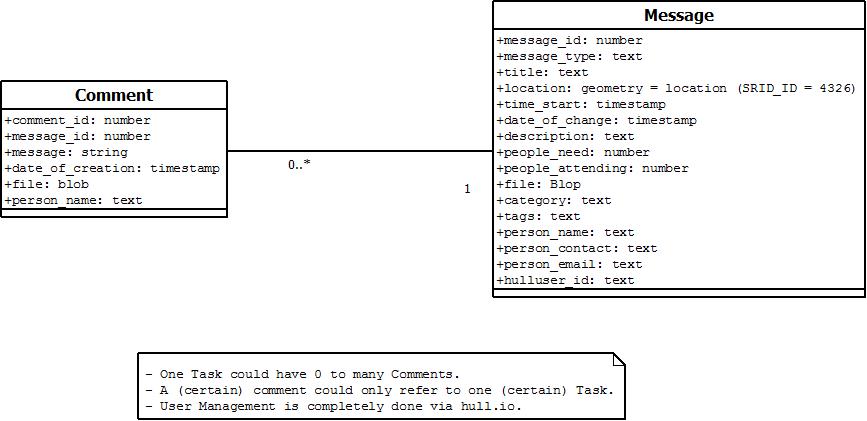 Comment
+comment_id: number
+message_id: number
+message: string
+date_of_creation: timestamp
+file: blob
+person_name: text
0..*
1
Message
+message_id: number
+message_type: text
+title: text
+location: geometry = location (SRID_ID = 4326)
+time_start: timestamp
+date_of_change: timestamp
+description: text
+people_need: number
+people_attending: number
+file: Blop
+category: text
+tags: text
+person_name: text
+person_contact: text
+person_email: text
+hulluser_id: text
- One Task could have 0 to many Comments.
- A (certain) comment could only refer to one (certain) Task.
- User Management is completely done via hull.io.